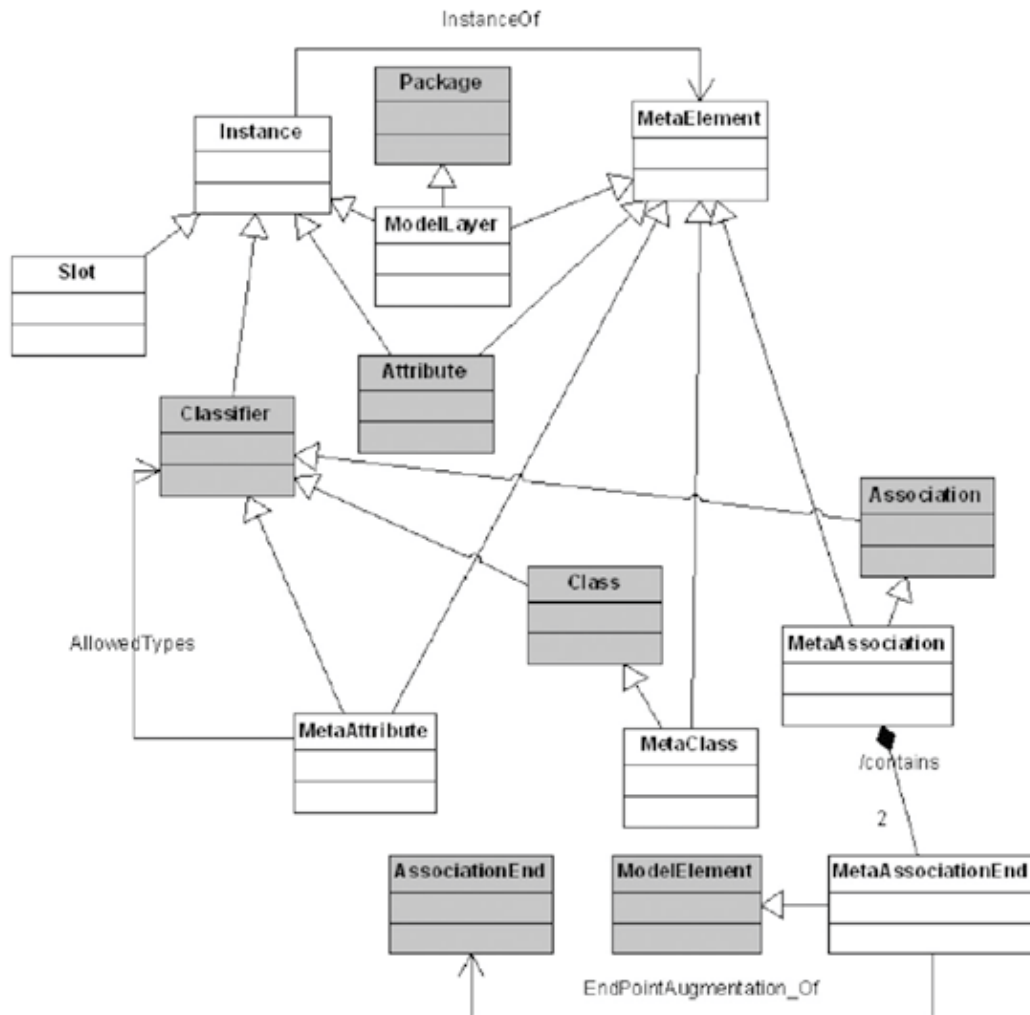 InstanceOf
Package
MetaElement
Instance
ModelLayer
Slot
Attribute
Classifier
Association
Class
AllowedTypes
MetaAssociation
MetaAttribute
MetaClass
/contains
2
AssociationEnd
ModelElement
MetaAssociationEnd
EndPointAugmentation_Of